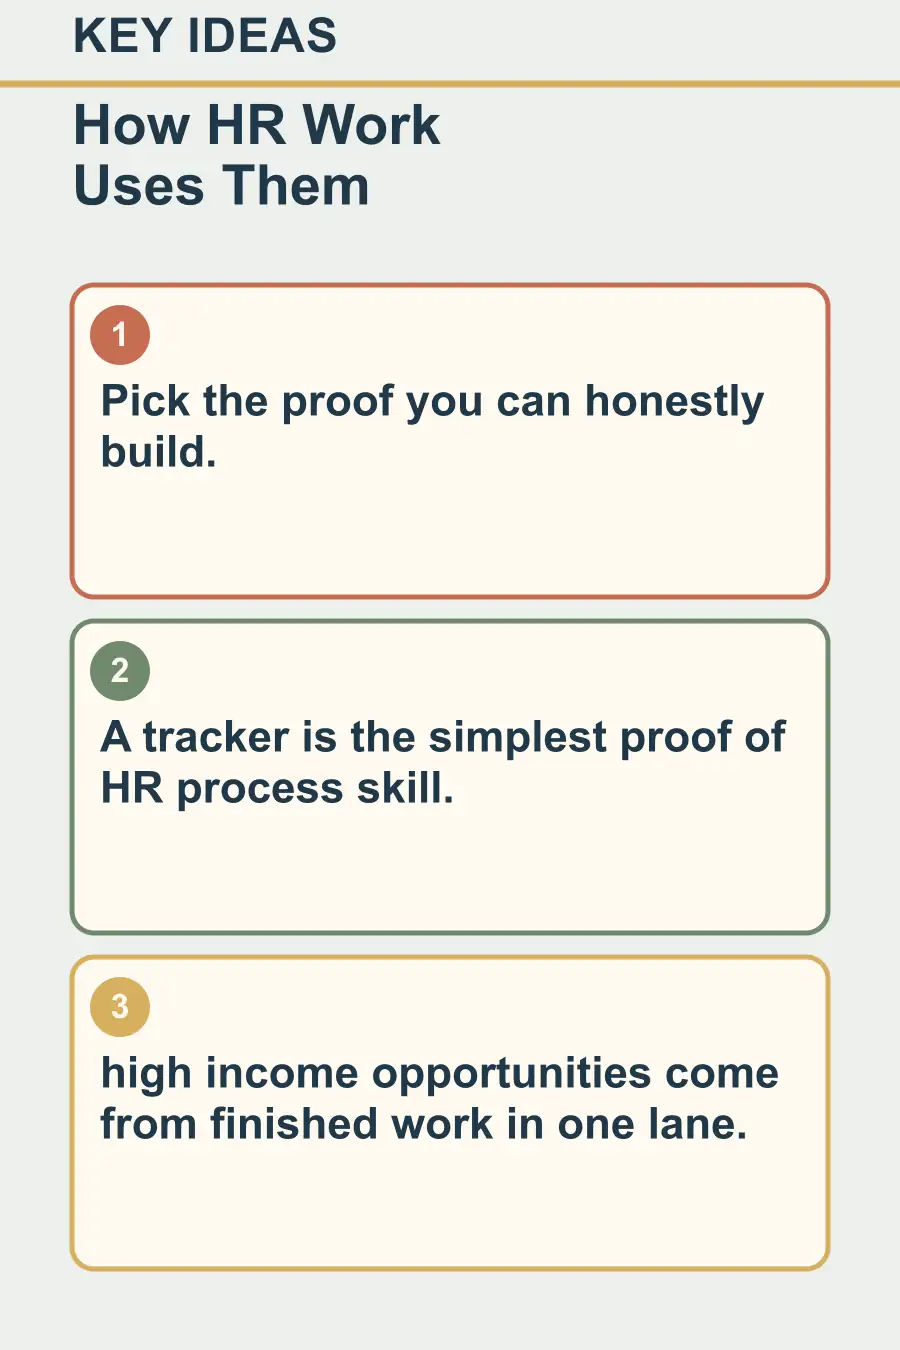 KEY IDEAS
How HR Work
Uses Them
1
Pick the proof you can honestly
build.
2
A tracker is the simplest proof of
HR process skill.
3
high income opportunities come
from finished work in one lane.